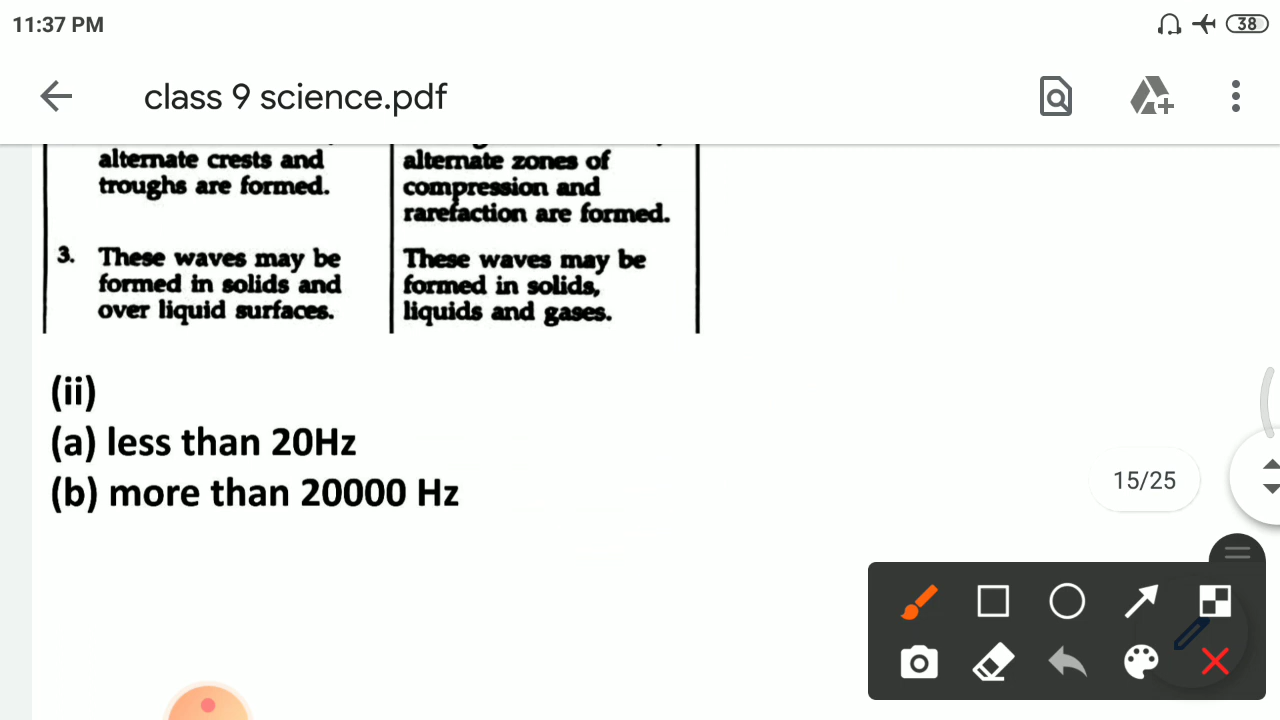 11:37 PM
38
class 9 science.pdf
alternate crests and
troughs are formed.
alternate zones of
compression and
rarefaction are formed.
3. These waves may be
formed in solids and
over liquid surfaces.
These waves may be
formed in solids,
liquids and gases.
(ii)
(a) less than 20Hz
(b) more than 20000 Hz
15/25